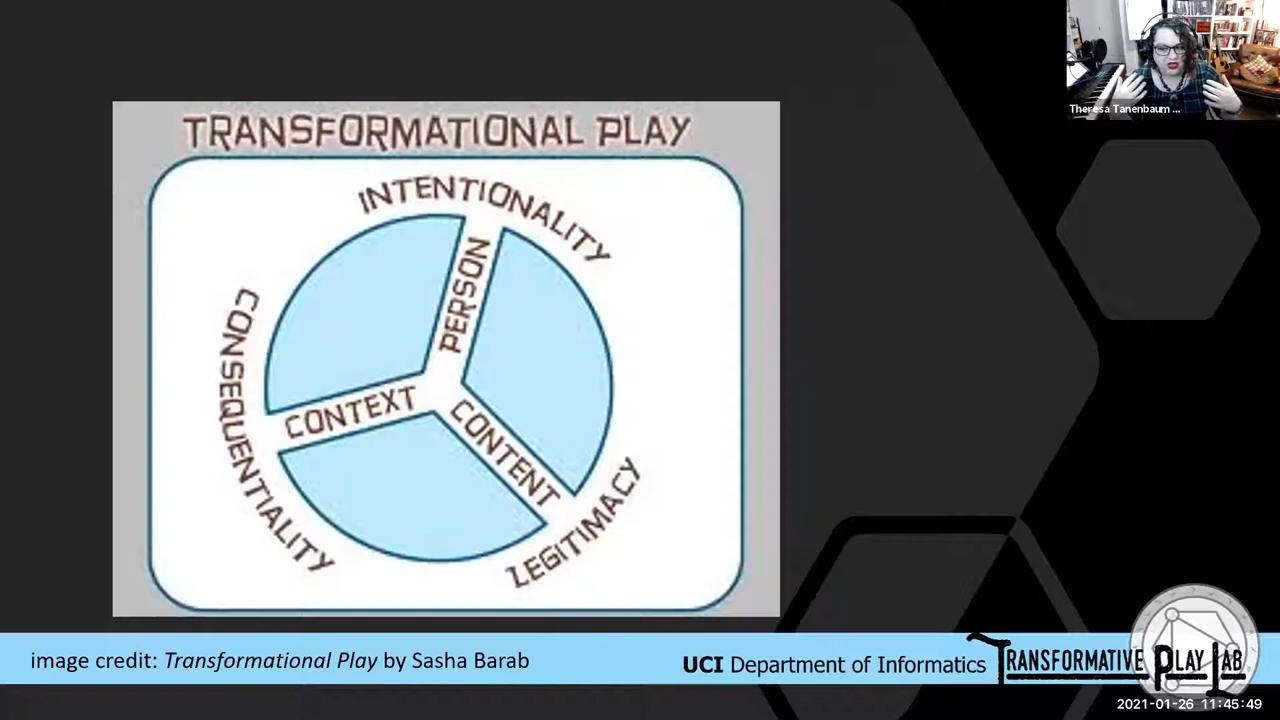 Theresa Tanenbaum ...
TRANSFORMATIONAL PLAY
INTENTIONALITY
PERSON
CONSEQUENTIALITY
CONTEXT
CONTENT
LEGITIMACY
image credit: Transformational Play by Sasha Barab
UCI Department of Informatics
TRANSFORMATIVE PLAY LAB
2021-01-26 11:45:49